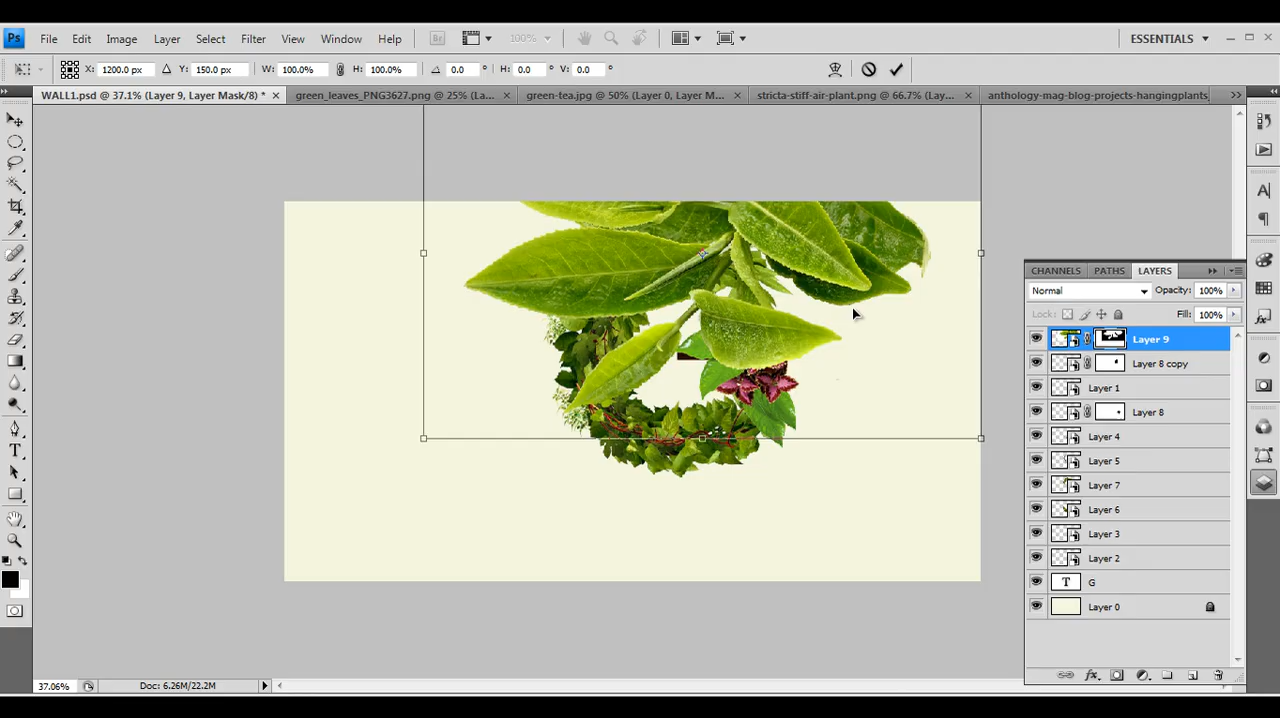 Ps File Edit Image Layer Select Filter View Window Help Br 100% ESSENTIALS
X: 1200.0 px Y: 150.0 px W: 100.0% H: 100.0% 0.0 ° H: 0.0 ° V: 0.0 °
WALL1.psd @ 37.1% (Layer 9, Layer Mask/8) * green_leaves_PNG3627.png @ 25% (La... green-tea.jpg @ 50% (Layer 0, Layer M... stricta-stiff-air-plant.png @ 66.7% (Lay... anthology-mag-blog-projects-hangingplants
CHANNELS PATHS LAYERS
Normal Opacity: 100%
Lock: Fill: 100%
Layer 9
Layer 8 copy
Layer 1
Layer 8
Layer 4
Layer 5
Layer 7
Layer 6
Layer 3
Layer 2
T G
Layer 0
37.06% Doc: 6.26M/22.2M